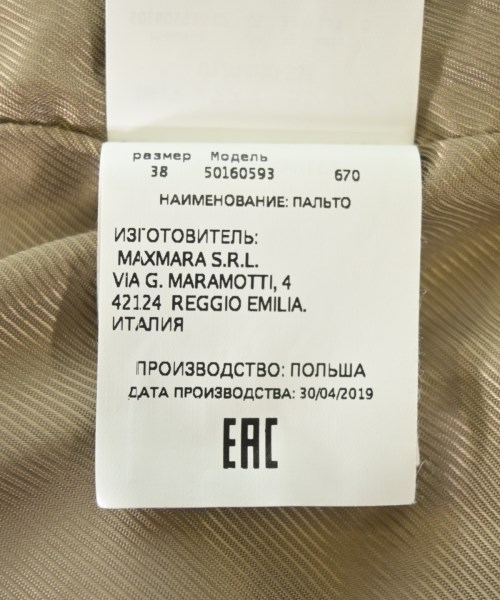 размер Модель
38 50160593 670
НАИМЕНОВАНИЕ: ПАЛЬТО
ИЗГОТОВИТЕЛЬ:
MAXMARA S.R.L.
VIA G. MARAMOTTI, 4
42124 REGGIO EMILIA.
ИТАЛИЯ
ПРОИЗВОДСТВО: ПОЛЬША
ДАТА ПРОИЗВОДСТВА: 30/04/2019
EAC